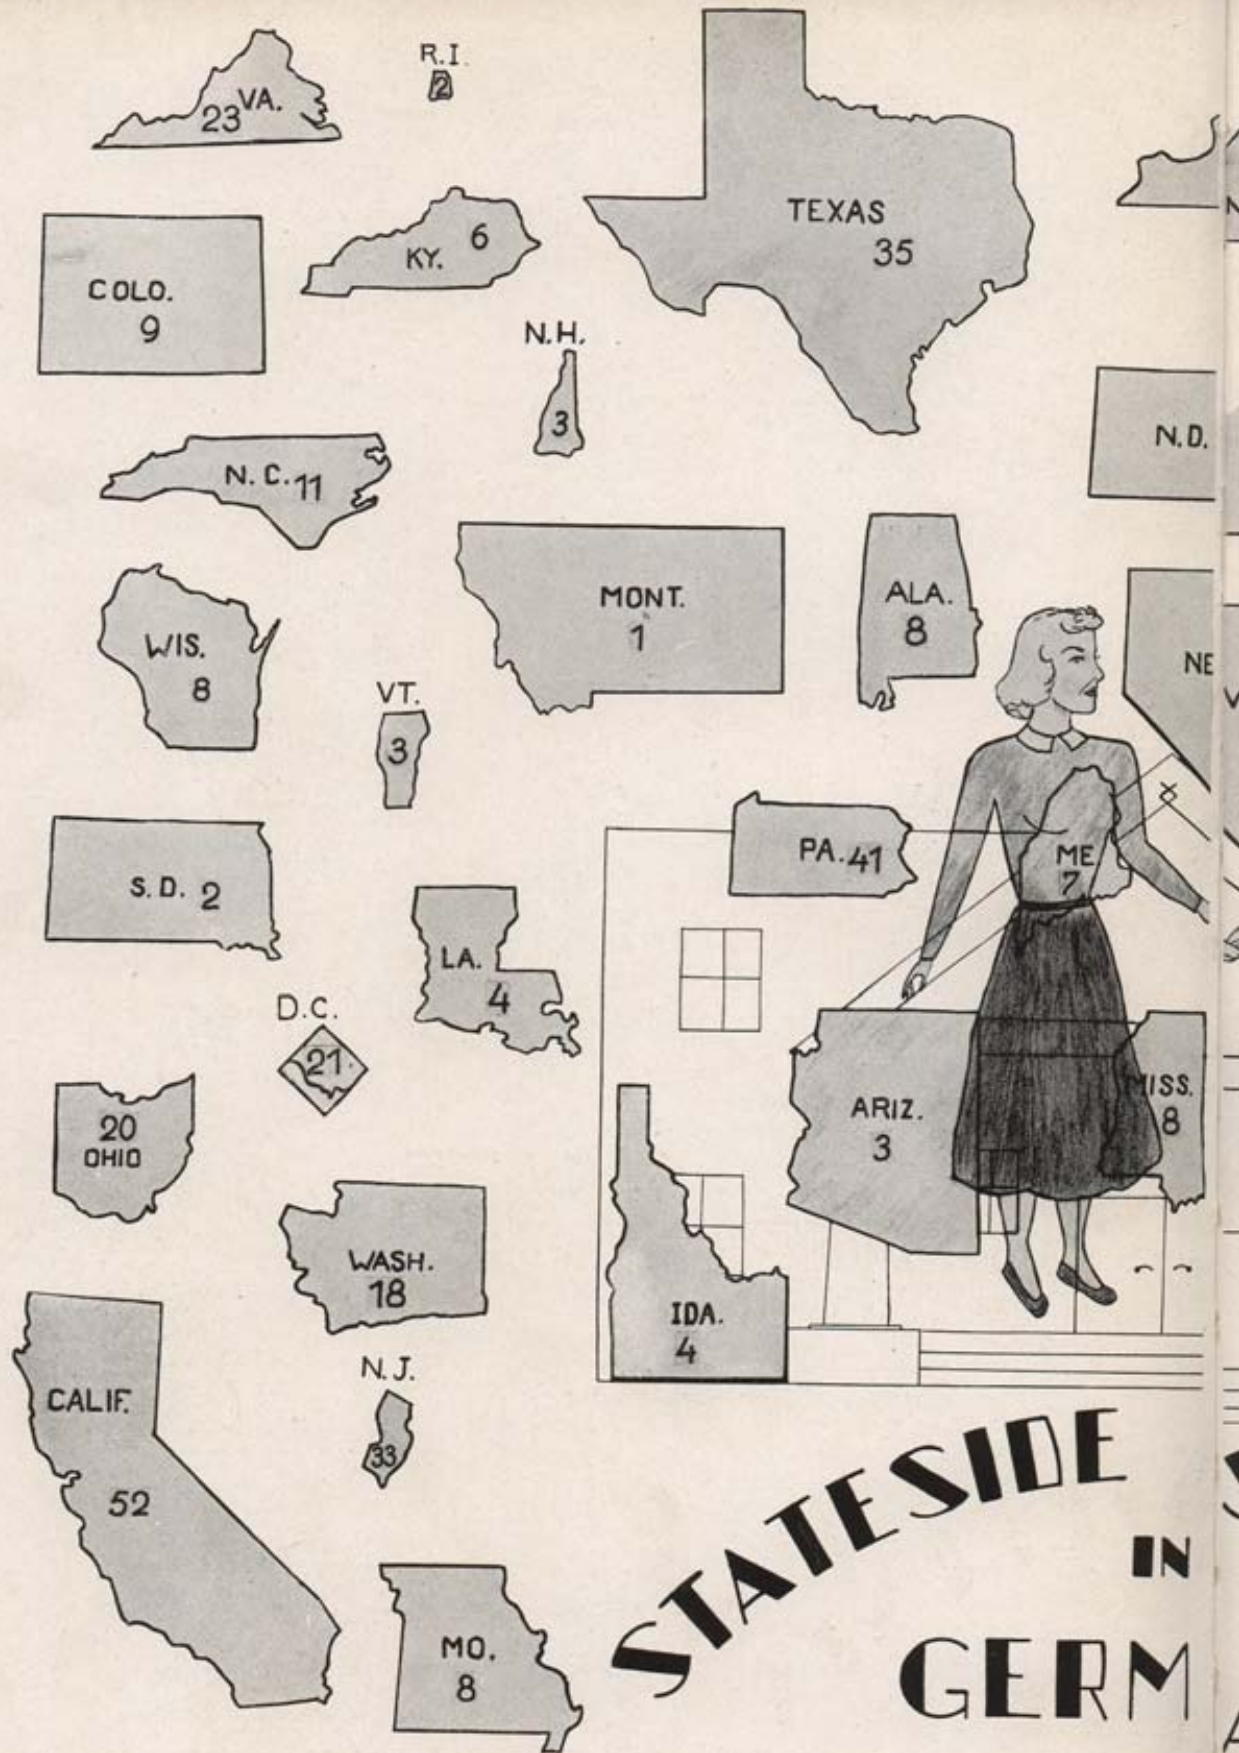 R.I.
2
VA.
23
TEXAS
35
KY. 6
COLO.
9
N.H.
3
N.D.
N.C. 11
MONT.
1
ALA.
8
WIS.
8
NE
VT.
3
PA. 41
ME
7
S.D. 2
LA.
4
D.C.
21
ARIZ.
3
MISS.
8
20
OHIO
WASH.
18
IDA.
4
N.J.
33
CALIF.
52
STATESIDE
IN
GERM
MO.
8